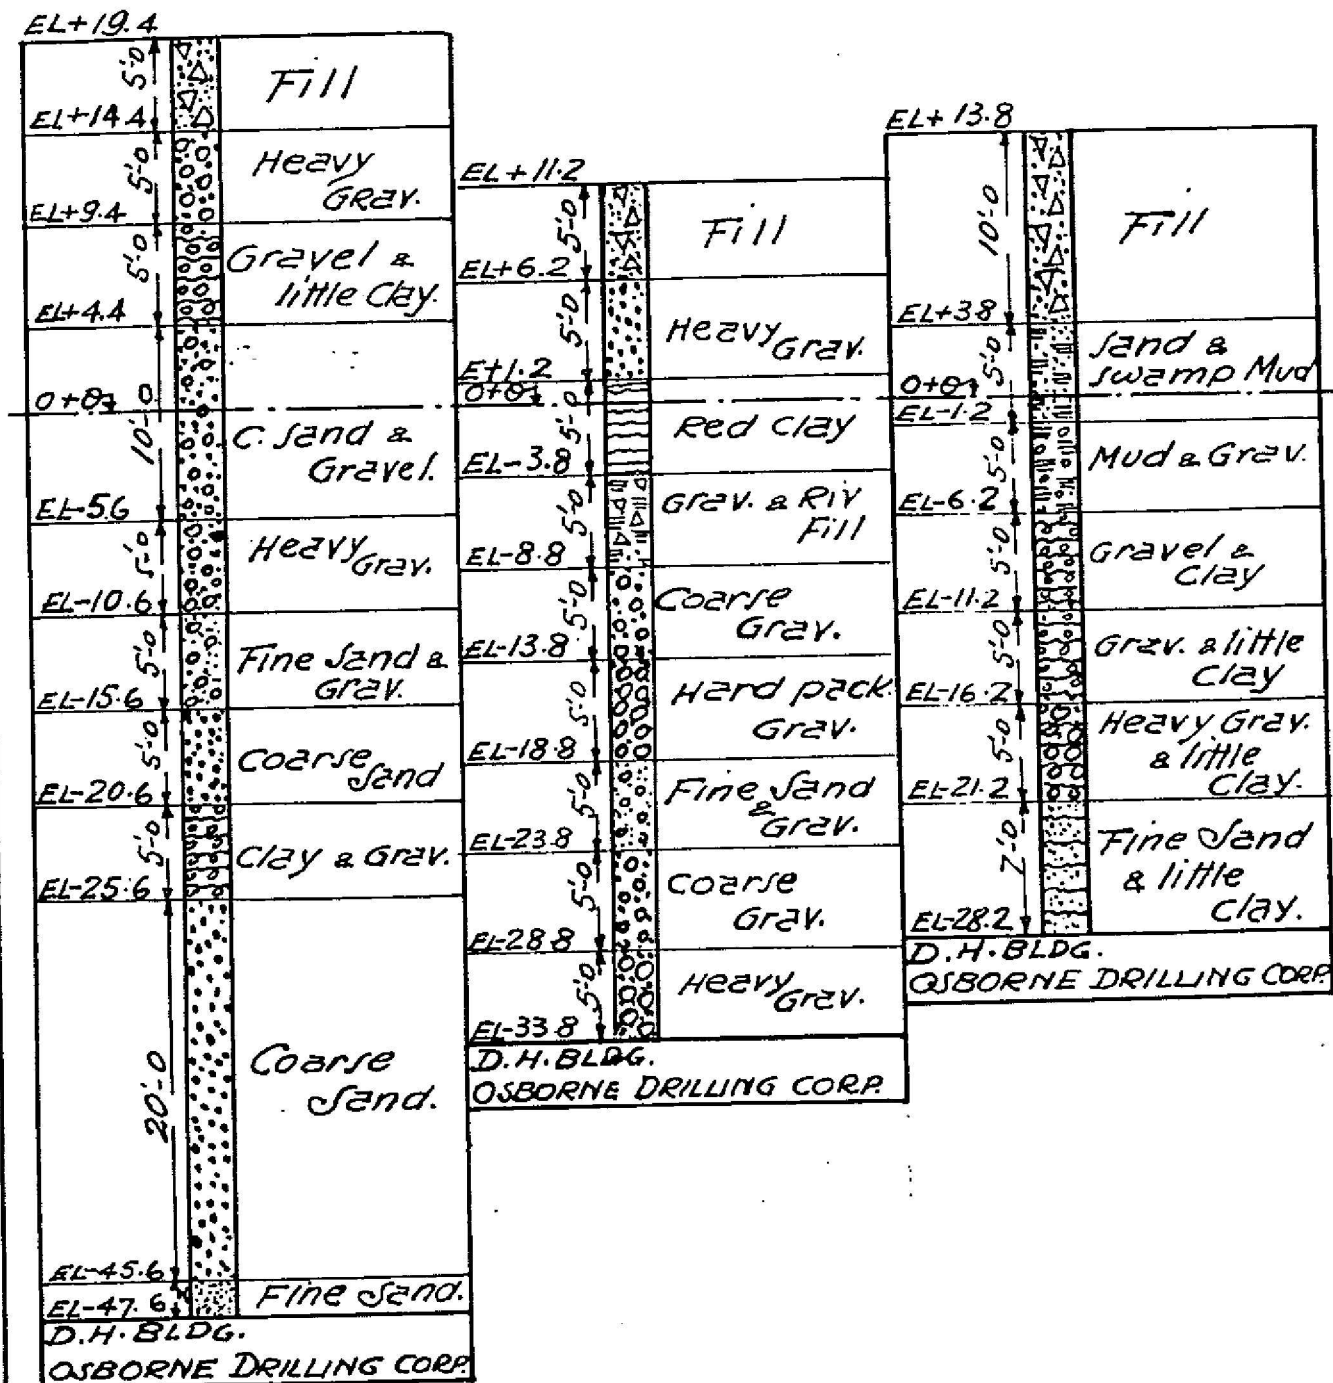 EL+19.4
5'-0
Fill
EL+14.4
5'-0
Heavy
Grav.
EL+9.4
5'-0
Gravel &
little Clay.
EL+4.4
10'-0
0+0
C. Sand &
Gravel.
EL-5.6
5'-0
Heavy
Grav.
EL-10.6
5'-0
Fine Sand &
Grav.
EL-15.6
5'-0
Coarse
Sand
EL-20.6
5'-0
Clay & Grav.
EL-25.6
20'-0
Coarse
Sand.
EL-45.6
Fine Sand.
EL-47.6
D.H. BLDG.
OSBORNE DRILLING CORP.
EL+11.2
5'-0
Fill
EL+6.2
5'-0
Heavy
Grav.
E+1.2
0+0
5'-0
Red Clay
EL-3.8
5'-0
Grav. & Riv
Fill
EL-8.8
5'-0
Coarse
Grav.
EL-13.8
5'-0
Hard pack.
Grav.
EL-18.8
5'-0
Fine Sand
&
Grav.
EL-23.8
5'-0
Coarse
Grav.
EL-28.8
5'-0
Heavy
Grav.
EL-33.8
D.H. BLDG.
OSBORNE DRILLING CORP.
EL+13.8
10'-0
Fill
EL+3.8
5'-0
Sand &
swamp Mud
0+0
EL-1.2
5'-0
Mud & Grav.
EL-6.2
5'-0
Gravel &
Clay
EL-11.2
5'-0
Grav. & little
Clay
EL-16.2
5'-0
Heavy Grav.
& little
Clay.
EL-21.2
7'-0
Fine Sand
& little
Clay.
EL-28.2
D.H. BLDG.
OSBORNE DRILLING CORP.